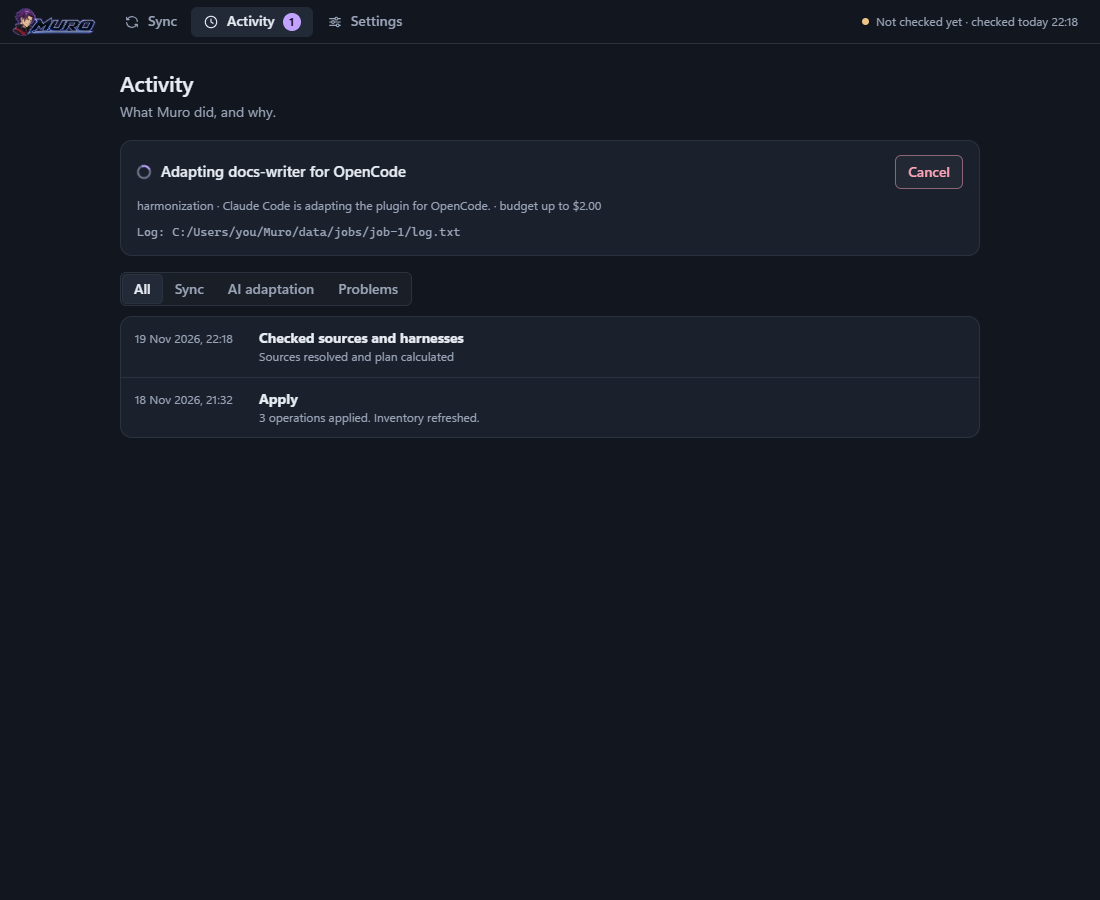 MURO Sync Activity 1 Settings Not checked yet · checked today 22:18
Activity
What Muro did, and why.
Adapting docs-writer for OpenCode Cancel
harmonization · Claude Code is adapting the plugin for OpenCode. · budget up to $2.00
Log: C:/Users/you/Muro/data/jobs/job-1/log.txt
All Sync AI adaptation Problems
19 Nov 2026, 22:18 Checked sources and harnesses
Sources resolved and plan calculated
18 Nov 2026, 21:32 Apply
3 operations applied. Inventory refreshed.